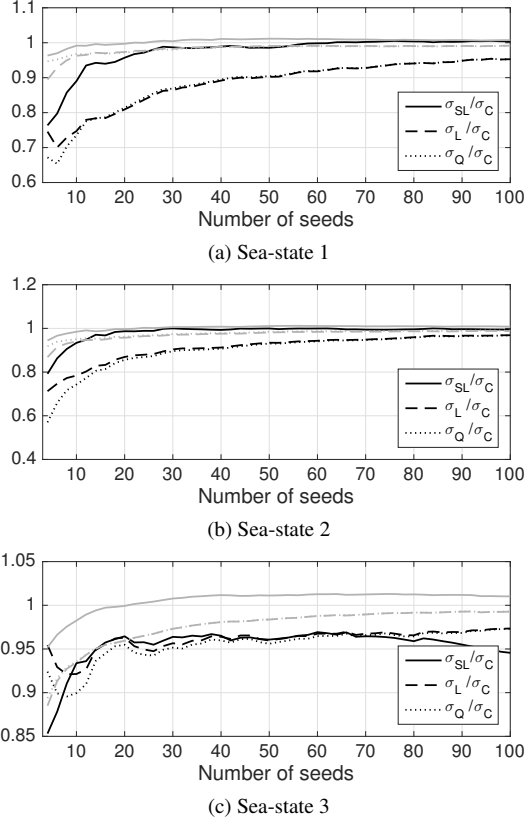 1.1
1
0.9
0.8
0.7
0.6
σSL/σC
σL/σC
σQ/σC
10 20 30 40 50 60 70 80 90 100
Number of seeds
(a) Sea-state 1
1.2
1
0.8
0.6
0.4
σSL/σC
σL/σC
σQ/σC
10 20 30 40 50 60 70 80 90 100
Number of seeds
(b) Sea-state 2
1.05
1
0.95
0.9
0.85
σSL/σC
σL/σC
σQ/σC
10 20 30 40 50 60 70 80 90 100
Number of seeds
(c) Sea-state 3